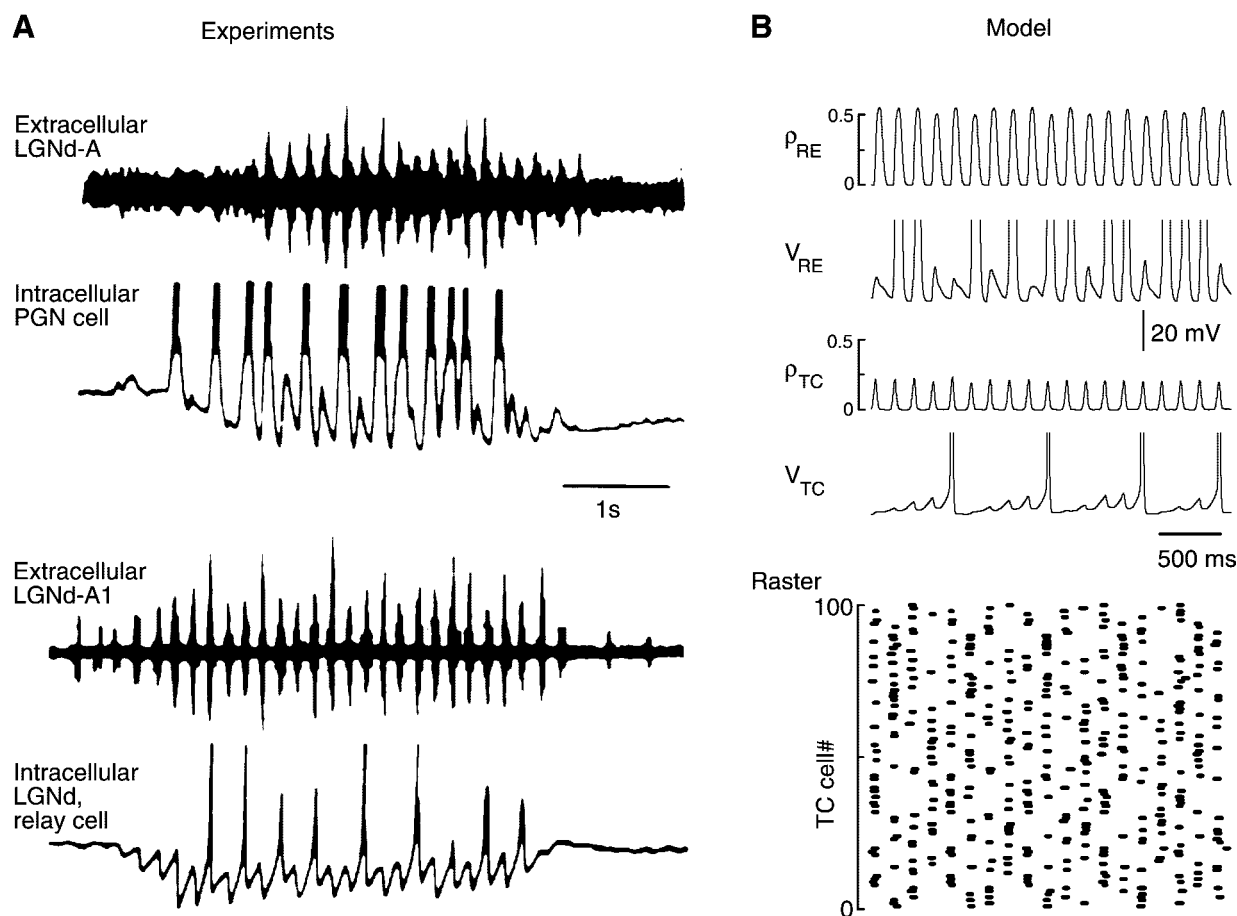 A
Experiments
Extracellular
LGNd-A
Intracellular
PGN cell
1s
Extracellular
LGNd-A1
Intracellular
LGNd,
relay cell
B
Model
0.5
ρRE
0
VRE
20 mV
0.5
ρTC
0
VTC
500 ms
Raster
100
TC cell#
0